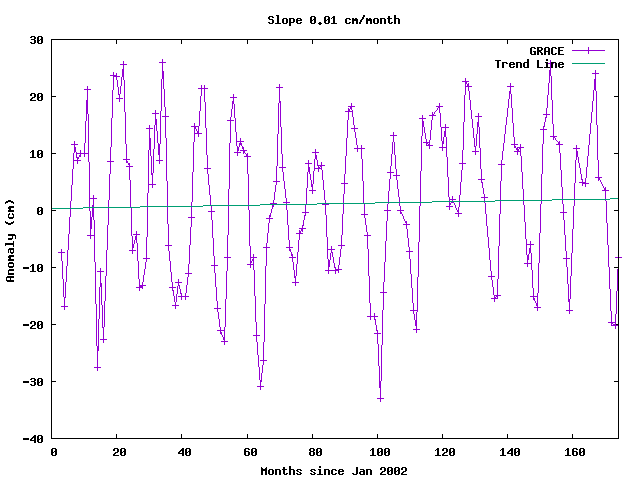 Slope 0.01 cm/month
GRACE
Trend Line
30
20
10
0
-10
-20
-30
-40
Anomaly (cm)
0 20 40 60 80 100 120 140 160
Months since Jan 2002